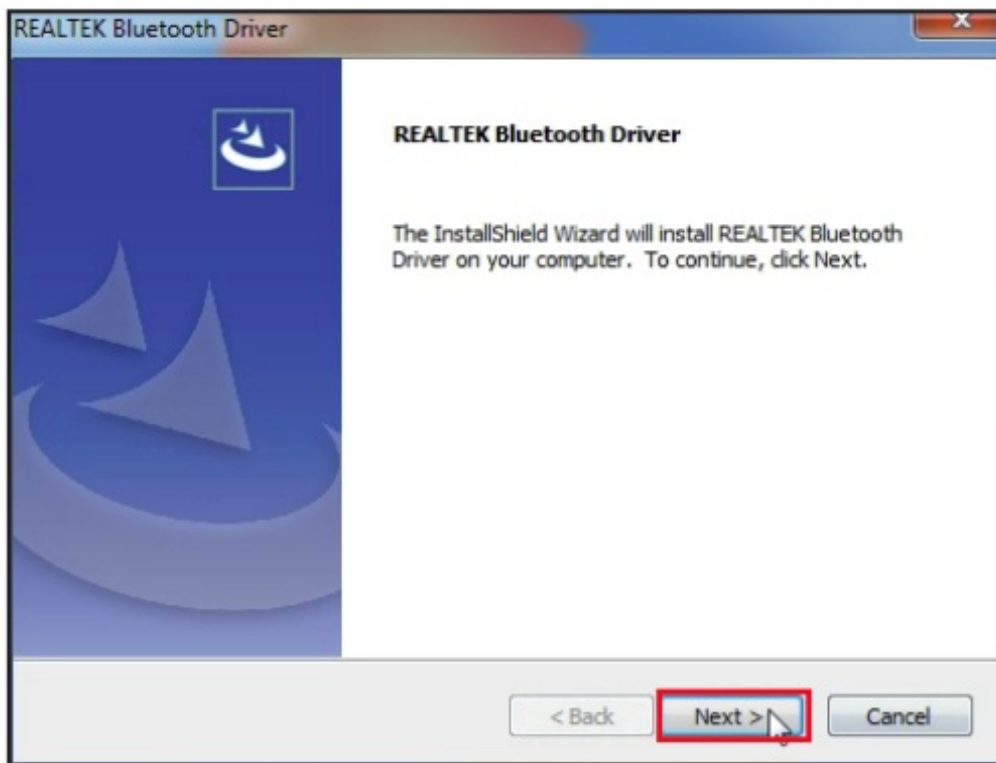 REALTEK Bluetooth Driver
X
REALTEK Bluetooth Driver
The InstallShield Wizard will install REALTEK Bluetooth
Driver on your computer. To continue, click Next.
< Back
Next >
Cancel